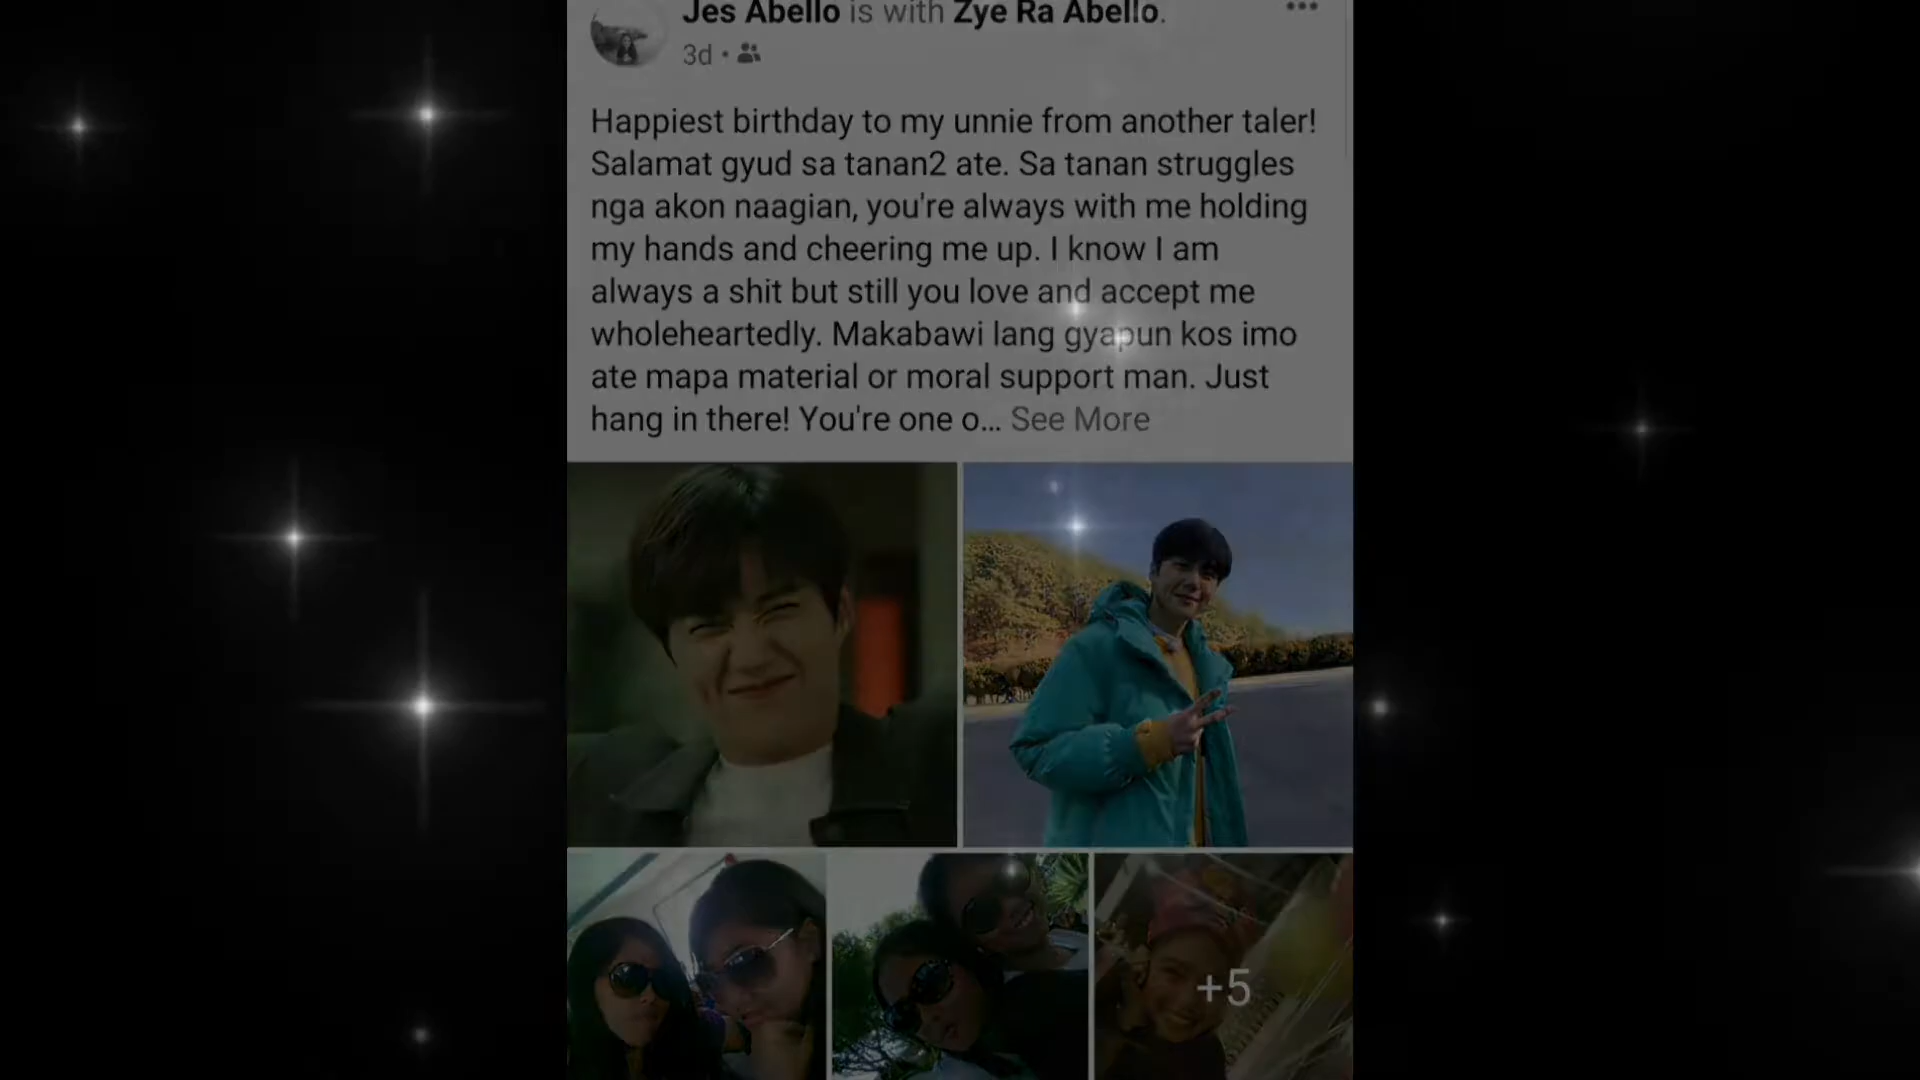 Jes Abello is with Zye Ra Abello.
3d
Happiest birthday to my unnie from another taler!
Salamat gyud sa tanan2 ate. Sa tanan struggles
nga akon naagian, you're always with me holding
my hands and cheering me up. I know I am
always a shit but still you love and accept me
wholeheartedly. Makabawi lang gyapun kos imo
ate mapa material or moral support man. Just
hang in there! You're one o... See More
+5